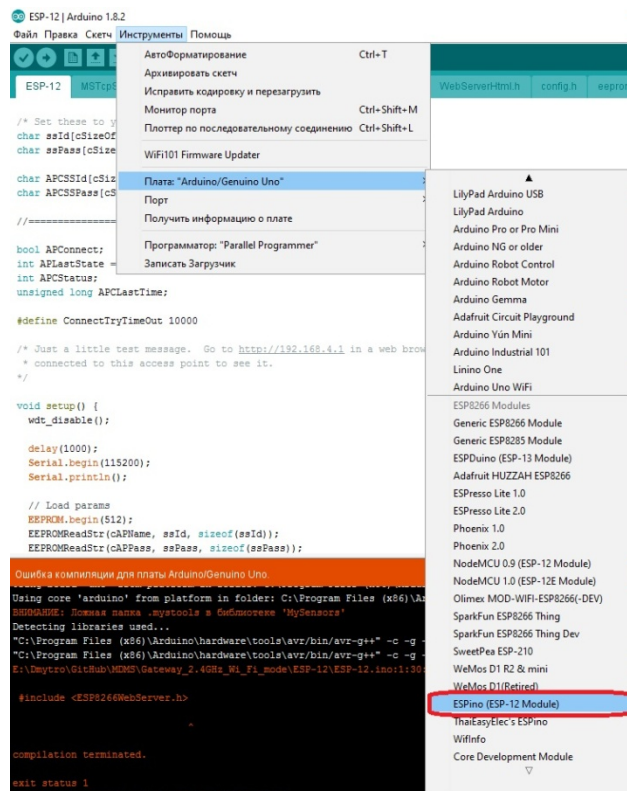 ESP-12 | Arduino 1.8.2
Файл Правка Скетч Инструменты Помощь
АвтоФорматирование Ctrl+T
Архивировать скетч
Исправить кодировку и перезагрузить
Монитор порта Ctrl+Shift+M
Плоттер по последовательному соединению Ctrl+Shift+L
WiFi101 Firmware Updater
Плата: "Arduino/Genuino Uno"
Порт
Получить информацию о плате
Программатор: "Parallel Programmer"
Записать Загрузчик
ESP-12 MSTcpS WebServerHtml.h config.h eepro
/* Set these to y
char ssId[cSizeOf
char ssPass[cSize
char APCSSId[cSiz
char APCSSPass[cS
//================
bool APConnect;
int APLastState =
int APCStatus;
unsigned long APCLastTime;
#define ConnectTryTimeOut 10000
/* Just a little test message. Go to http://192.168.4.1 in a web brow
* connected to this access point to see it.
*/
void setup() {
wdt_disable();
delay(1000);
Serial.begin(115200);
Serial.println();
// Load params
EEPROM.begin(512);
EEPROMReadStr(cAPName, ssId, sizeof(ssId));
EEPROMReadStr(cAPPass, ssPass, sizeof(ssPass));
LilyPad Arduino USB
LilyPad Arduino
Arduino Pro or Pro Mini
Arduino NG or older
Arduino Robot Control
Arduino Robot Motor
Arduino Gemma
Adafruit Circuit Playground
Arduino Yún Mini
Arduino Industrial 101
Linino One
Arduino Uno WiFi
ESP8266 Modules
Generic ESP8266 Module
Generic ESP8285 Module
ESPDuino (ESP-13 Module)
Adafruit HUZZAH ESP8266
ESPresso Lite 1.0
ESPresso Lite 2.0
Phoenix 1.0
Phoenix 2.0
NodeMCU 0.9 (ESP-12 Module)
NodeMCU 1.0 (ESP-12E Module)
Olimex MOD-WIFI-ESP8266(-DEV)
SparkFun ESP8266 Thing
SparkFun ESP8266 Thing Dev
SweetPea ESP-210
WeMos D1 R2 & mini
WeMos D1(Retired)
ESPino (ESP-12 Module)
ThaiEasyElec's ESPino
WifInfo
Core Development Module
Ошибка компиляции для платы Arduino/Genuino Uno.
Using core 'arduino' from platform in folder: C:\Program Files (x86)\A
ВНИМАНИЕ: Ложная папка .mystools в библиотеке 'MySensors'
Detecting libraries used...
"C:\Program Files (x86)\Arduino\hardware\tools\avr/bin/avr-g++" -c -g -
"C:\Program Files (x86)\Arduino\hardware\tools\avr/bin/avr-g++" -c -g -
E:\Dmytro\GitHub\MDMS\Gateway_2.4GHz_Wi_Fi_mode\ESP-12\ESP-12.ino:1:30:
#include <ESP8266WebServer.h>
^
compilation terminated.
exit status 1